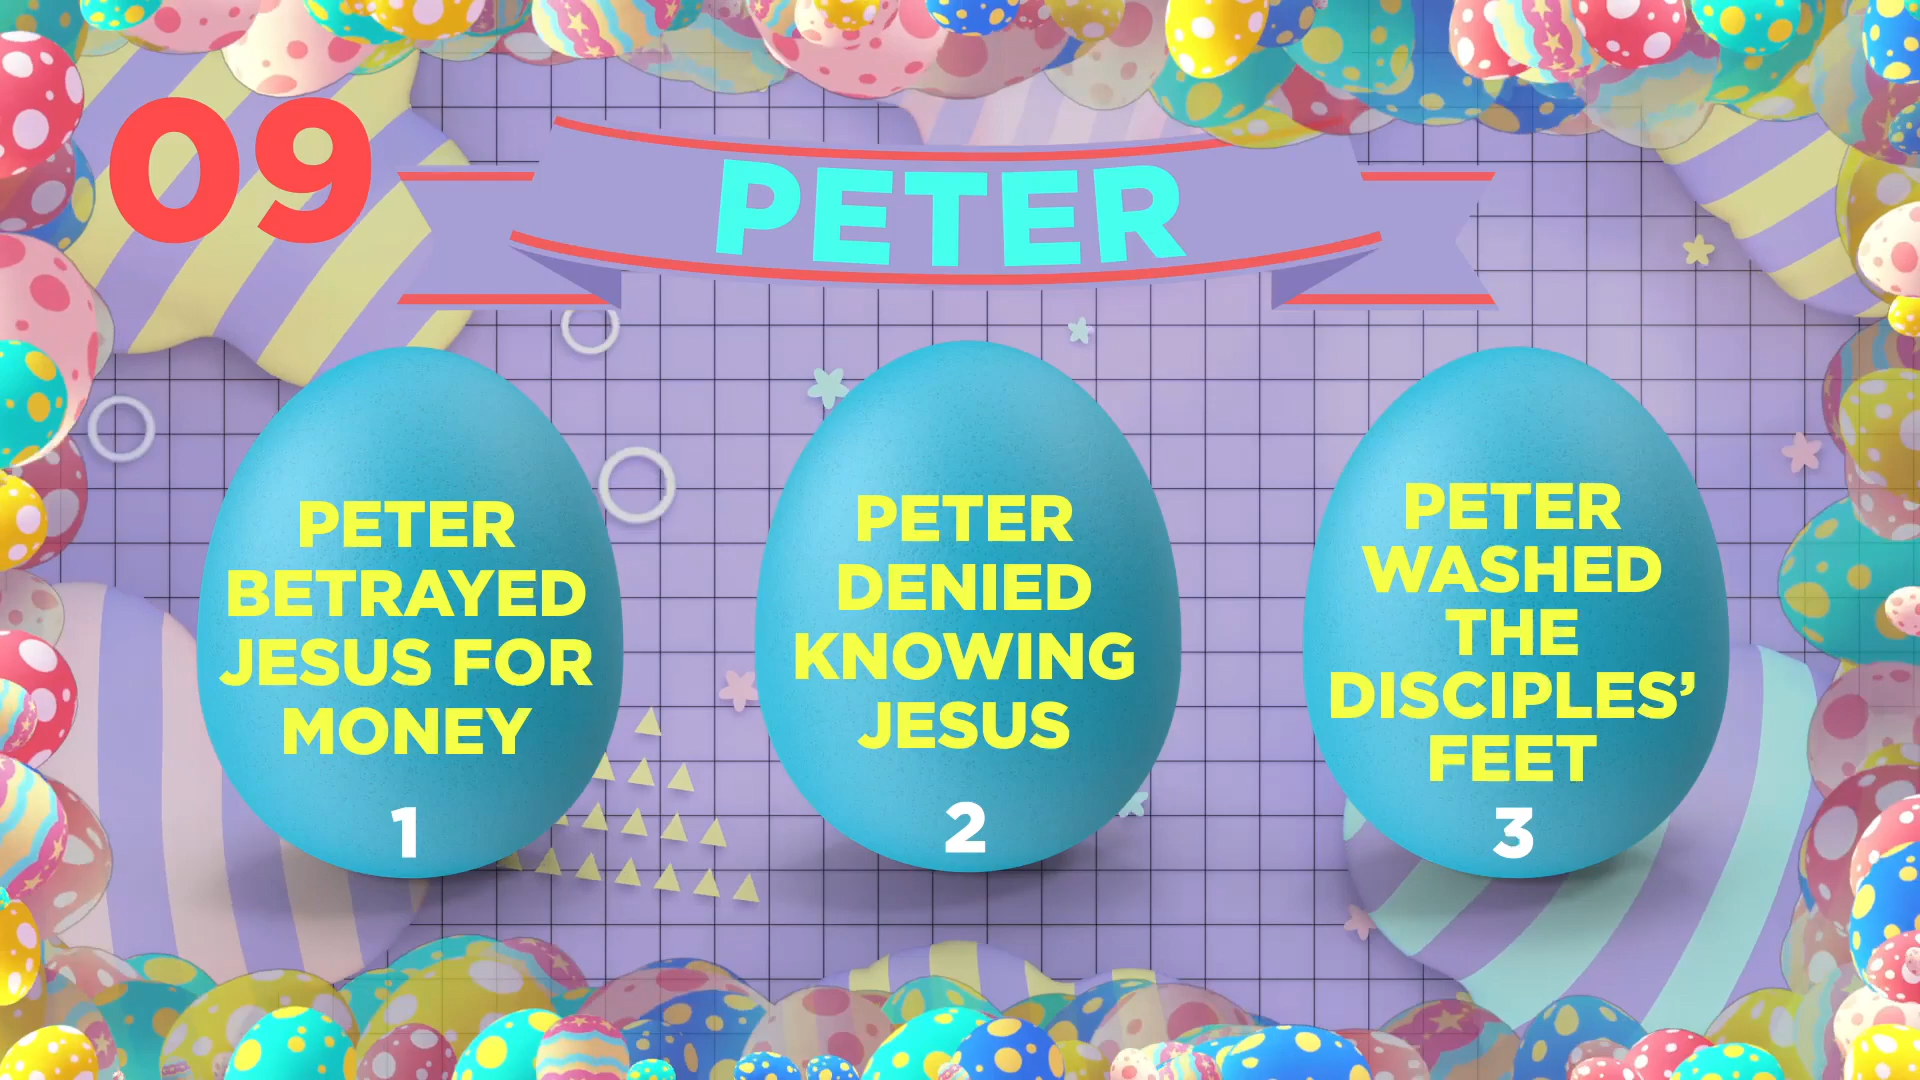 09
PETER
PETER
BETRAYED
JESUS FOR
MONEY
1
PETER
DENIED
KNOWING
JESUS
2
PETER
WASHED
THE
DISCIPLES’
FEET
3